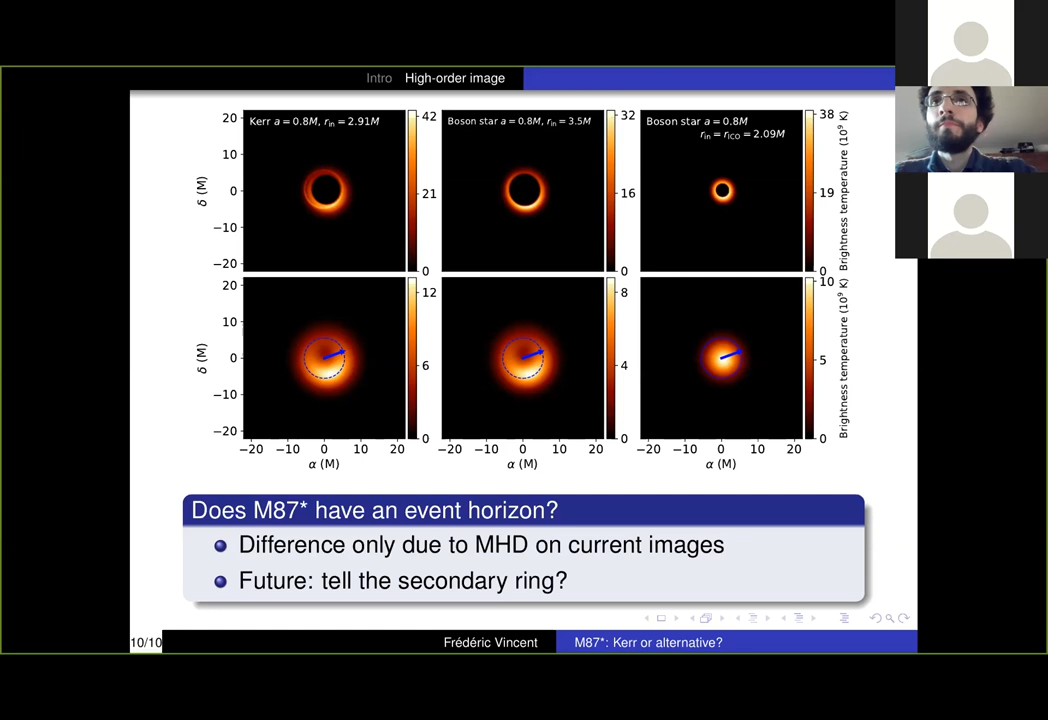 Intro High-order image
Kerr a = 0.8M, r_in = 2.91M
Boson star a = 0.8M, r_in = 3.5M
Boson star a = 0.8M
r_in = r_ICO = 2.09M
20
10
0
−10
−20
δ (M)
42
21
0
32
16
0
38
19
0
Brightness temperature (10⁹ K)
20
10
0
−10
−20
δ (M)
12
6
0
8
4
0
10
5
0
Brightness temperature (10⁹ K)
−20 −10 0 10 20
−20 −10 0 10 20
−20 −10 0 10 20
α (M)
α (M)
α (M)
Does M87* have an event horizon?
Difference only due to MHD on current images
Future: tell the secondary ring?
10/10 Frédéric Vincent M87*: Kerr or alternative?